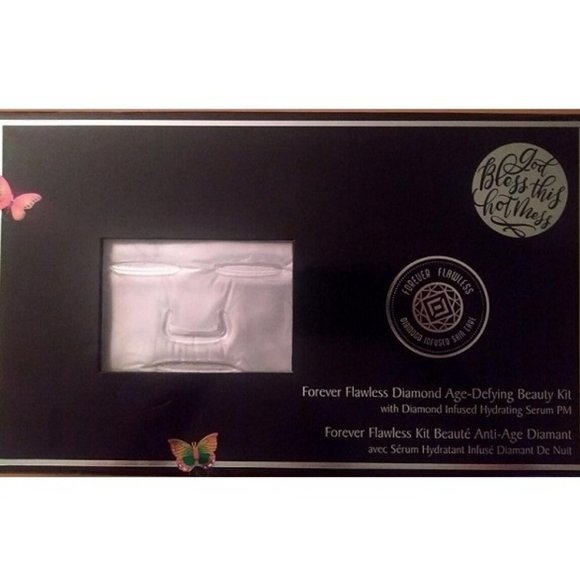 god
Bless this
hot Mess
FOREVER FLAWLESS
DIAMOND INFUSED SKIN CARE
Forever Flawless Diamond Age-Defying Beauty Kit
with Diamond Infused Hydrating Serum PM
Forever Flawless Kit Beauté Anti-Age Diamant
avec Sérum Hydratant Infusé Diamant De Nuit